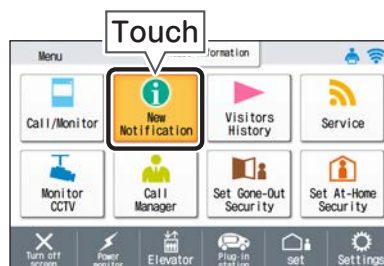 Touch
Menu
formation
Call/Monitor
New
Notification
Visitors
History
Service
Monitor
CCTV
Call
Manager
Set Gone-Out
Security
Set At-Home
Security
Turn off
screen
Power
monitor
Elevator
Plug-in
station
set
Settings